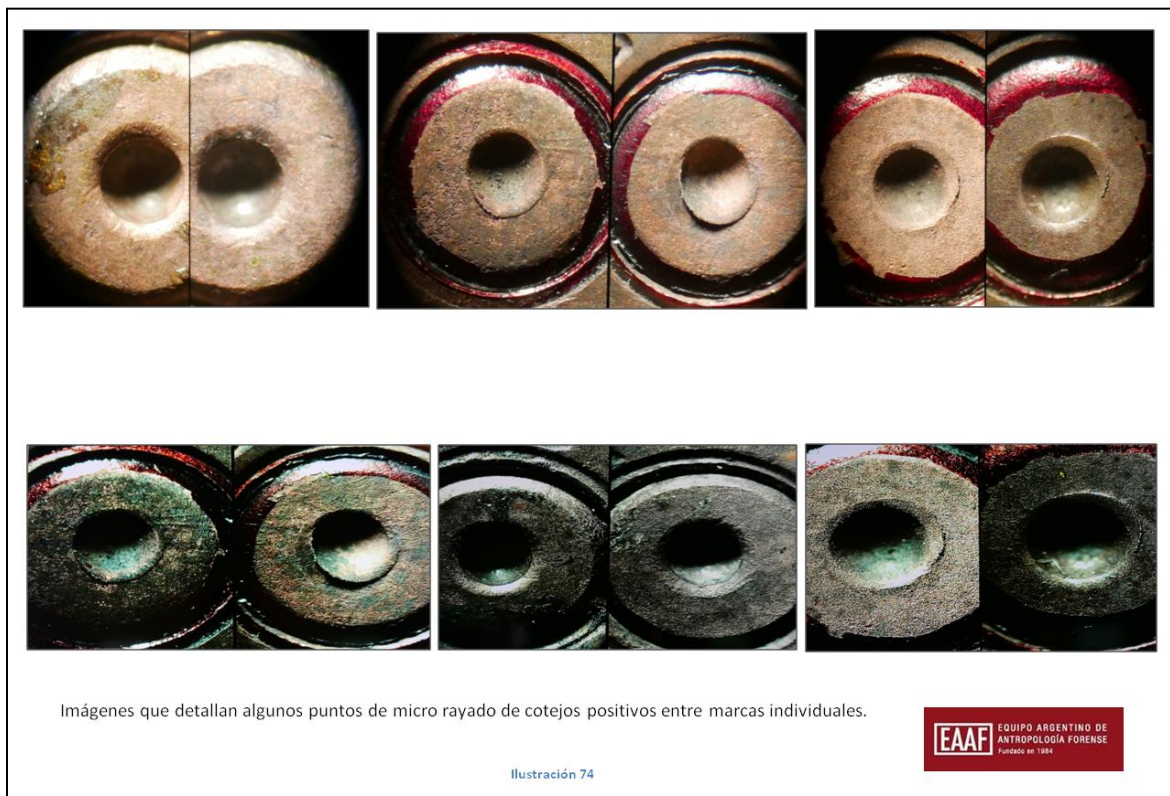 Imágenes que detallan algunos puntos de micro rayado de cotejos positivos entre marcas individuales.
EAAF
EQUIPO ARGENTINO DE
ANTROPOLOGÍA FORENSE
Fundado en 1984
Ilustración 74